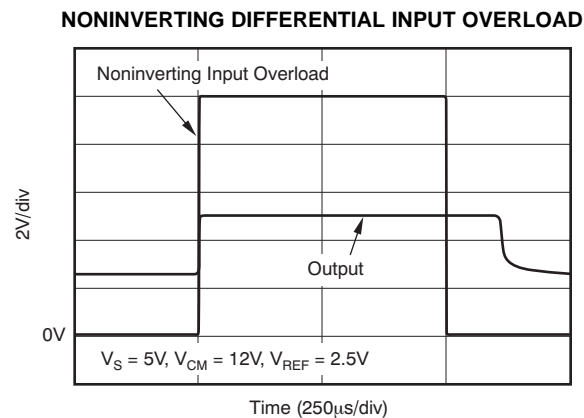 NONINVERTING DIFFERENTIAL INPUT OVERLOAD
Noninverting Input Overload
2V/div
Output
0V
V_S = 5V, V_CM = 12V, V_REF = 2.5V
Time (250μs/div)